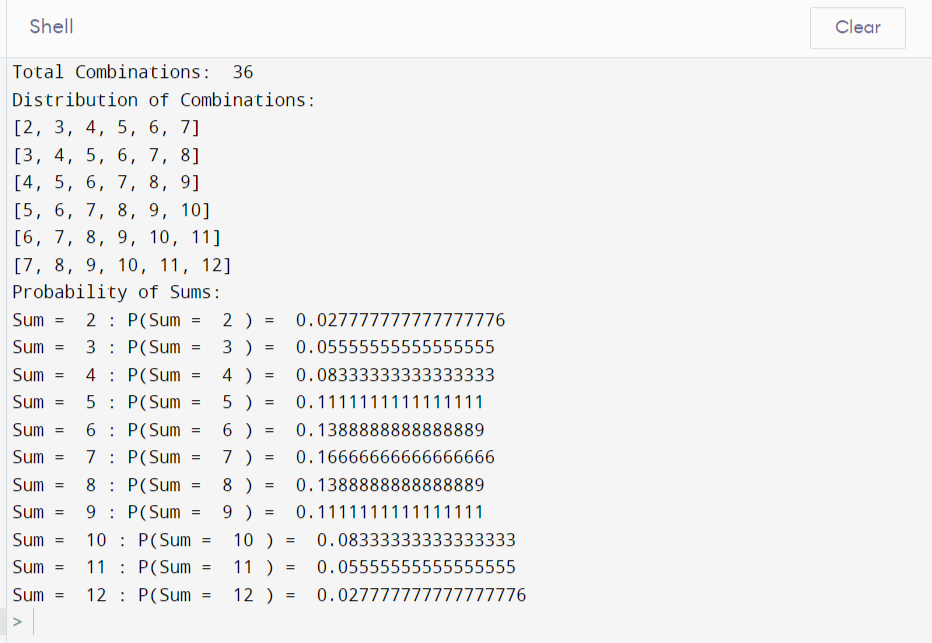 Shell
Clear
Total Combinations:  36
Distribution of Combinations:
[2, 3, 4, 5, 6, 7]
[3, 4, 5, 6, 7, 8]
[4, 5, 6, 7, 8, 9]
[5, 6, 7, 8, 9, 10]
[6, 7, 8, 9, 10, 11]
[7, 8, 9, 10, 11, 12]
Probability of Sums:
Sum =  2 : P(Sum =  2 ) =  0.027777777777777776
Sum =  3 : P(Sum =  3 ) =  0.05555555555555555
Sum =  4 : P(Sum =  4 ) =  0.08333333333333333
Sum =  5 : P(Sum =  5 ) =  0.1111111111111111
Sum =  6 : P(Sum =  6 ) =  0.1388888888888889
Sum =  7 : P(Sum =  7 ) =  0.16666666666666666
Sum =  8 : P(Sum =  8 ) =  0.1388888888888889
Sum =  9 : P(Sum =  9 ) =  0.1111111111111111
Sum =  10 : P(Sum =  10 ) =  0.08333333333333333
Sum =  11 : P(Sum =  11 ) =  0.05555555555555555
Sum =  12 : P(Sum =  12 ) =  0.027777777777777776
>